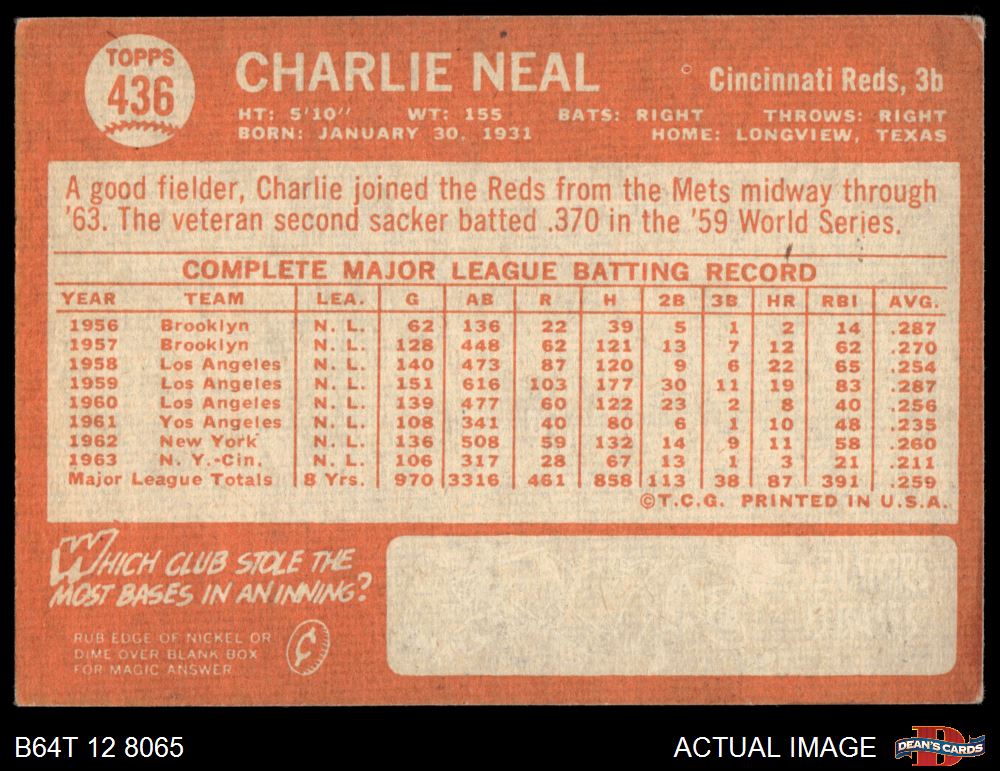 TOPPS
436
CHARLIE NEAL
Cincinnati Reds, 3b
HT: 5'10" WT: 155 BATS: RIGHT THROWS: RIGHT
BORN: JANUARY 30, 1931 HOME: LONGVIEW, TEXAS
A good fielder, Charlie joined the Reds from the Mets midway through
'63. The veteran second sacker batted .370 in the '59 World Series.
COMPLETE MAJOR LEAGUE BATTING RECORD
YEAR TEAM LEA. G AB R H 2B 3B HR RBI AVG.
1956 Brooklyn N. L. 62 136 22 39 5 1 2 14 .287
1957 Brooklyn N. L. 128 448 62 121 13 7 12 62 .270
1958 Los Angeles N. L. 140 473 87 120 9 6 22 65 .254
1959 Los Angeles N. L. 151 616 103 177 30 11 19 83 .287
1960 Los Angeles N. L. 139 477 60 122 23 2 8 40 .256
1961 Yos Angeles N. L. 108 341 40 80 6 1 10 48 .235
1962 New York N. L. 136 508 59 132 14 9 11 58 .260
1963 N. Y.-Cin. N. L. 106 317 28 67 13 1 3 21 .211
Major League Totals 8 Yrs. 970 3316 461 858 113 38 87 391 .259
©T.C.G. PRINTED IN U.S.A.
WHICH CLUB STOLE THE
MOST BASES IN AN INNING?
RUB EDGE OF NICKEL OR
DIME OVER BLANK BOX
FOR MAGIC ANSWER
¢
B64T 12 8065
ACTUAL IMAGE
D
DEAN'S CARDS